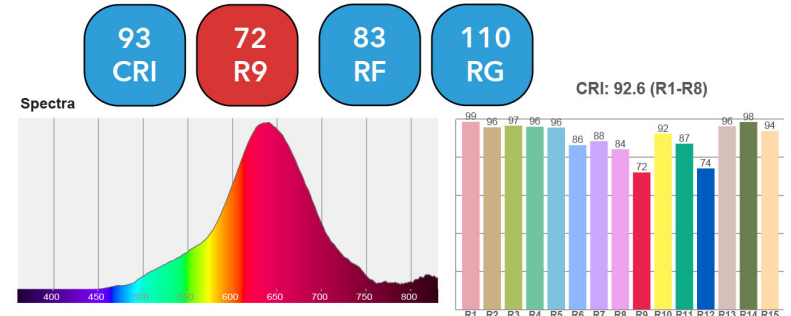 93 72 83 110
CRI R9 RF RG
CRI: 92.6 (R1-R8)
Spectra
99 96 97 96 96 86 88 84 72 92 87 74 96 98 94
400 450 500 550 600 650 700 750 800
R1 R2 R3 R4 R5 R6 R7 R8 R9 R10 R11 R12 R13 R14 R15